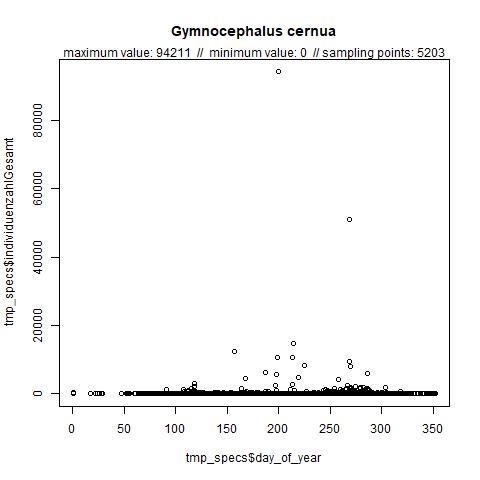 Gymnocephalus cernua
maximum value: 94211 // minimum value: 0 // sampling points: 5203
tmp_specs$individuenzahlGesamt
80000
60000
40000
20000
0
0 50 100 150 200 250 300 350
tmp_specs$day_of_year